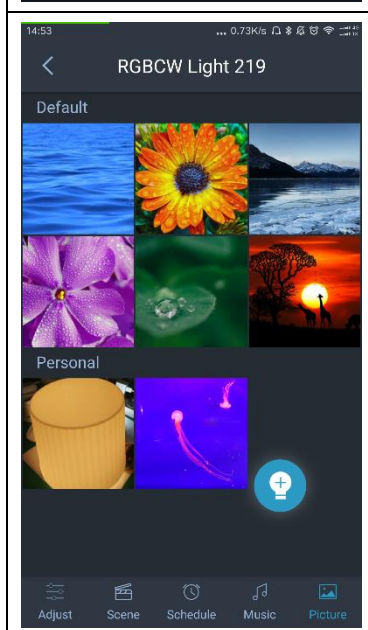 14:53 ... 0.73K/s
RGBCW Light 219
Default
Personal
Adjust Scene Schedule Music Picture